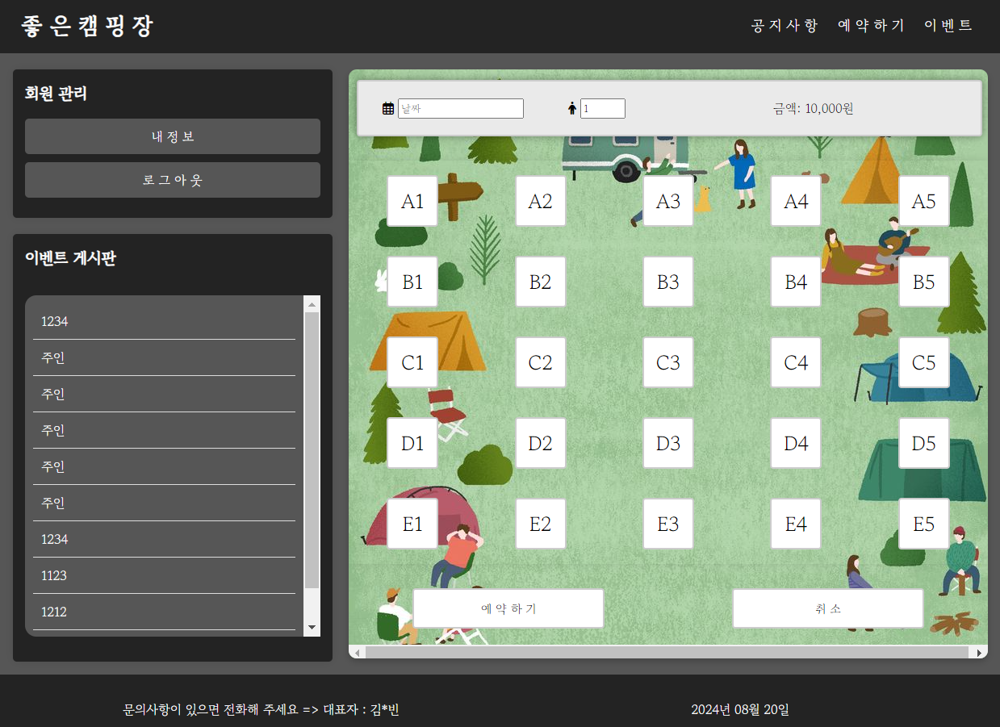 좋은캠핑장
공지사항 예약하기 이벤트
회원 관리
내정보
로그아웃
이벤트 게시판
1234
주인
주인
주인
주인
주인
1234
1123
1212
날짜 1 금액: 10,000원
A1 A2 A3 A4 A5
B1 B2 B3 B4 B5
C1 C2 C3 C4 C5
D1 D2 D3 D4 D5
E1 E2 E3 E4 E5
예약하기 취소
문의사항이 있으면 전화해 주세요 => 대표자 : 김*빈 2024년 08월 20일